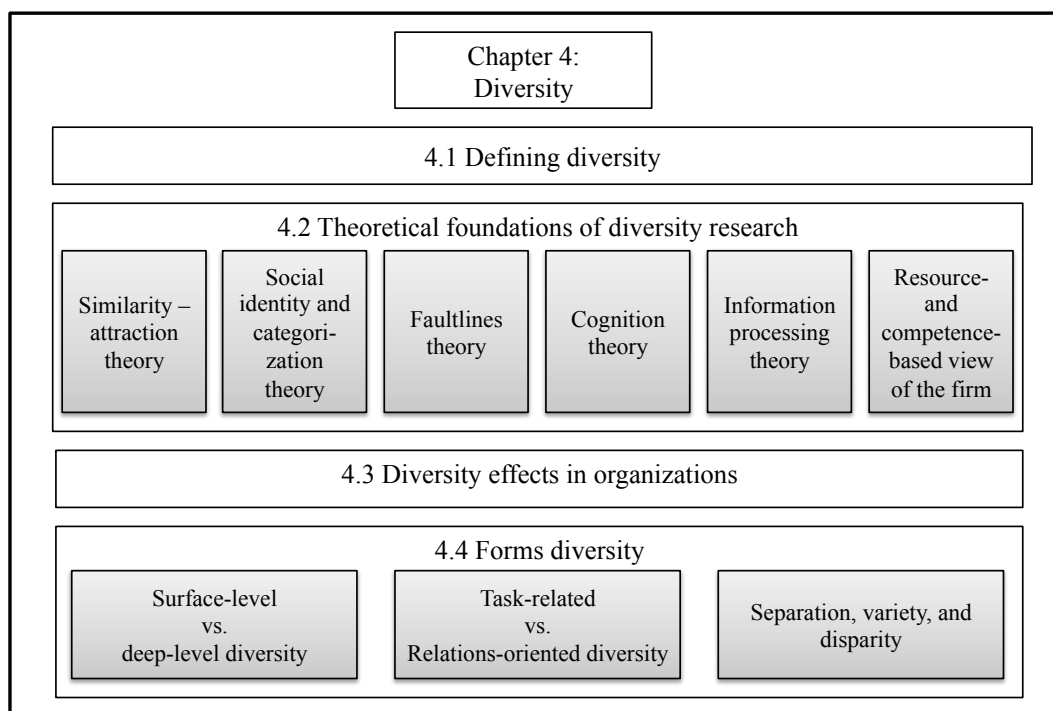 Chapter 4:
Diversity
4.1 Defining diversity
4.2 Theoretical foundations of diversity research
Similarity –
attraction
theory
Social
identity and
categori-
zation
theory
Faultlines
theory
Cognition
theory
Information
processing
theory
Resource-
and
competence-
based view
of the firm
4.3 Diversity effects in organizations
4.4 Forms diversity
Surface-level
vs.
deep-level diversity
Task-related
vs.
Relations-oriented diversity
Separation, variety, and
disparity